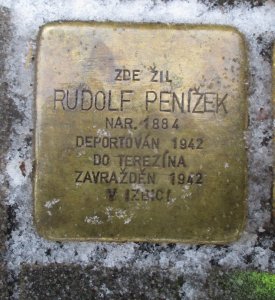 ZDE ŽIL
RUDOLF PENÍŽEK
NAR. 1884
DEPORTOVÁN 1942
DO TEREZÍNA
ZAVRAŽDĚN 1942
V IZBICI